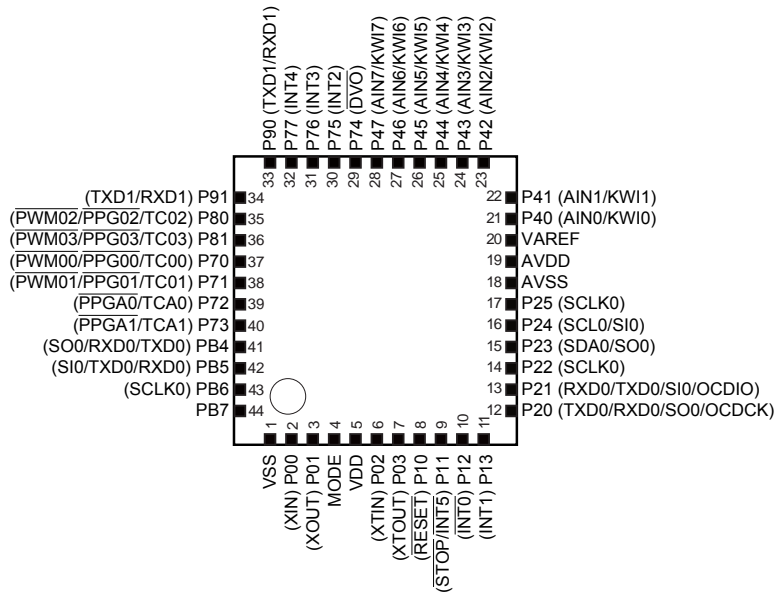 P90 (TXD1/RXD1)
P77 (INT4)
P76 (INT3)
P75 (INT2)
P74 (DVO)
P47 (AIN7/KWI7)
P46 (AIN6/KWI6)
P45 (AIN5/KWI5)
P44 (AIN4/KWI4)
P43 (AIN3/KWI3)
P42 (AIN2/KWI2)
33
32
31
30
29
28
27
26
25
24
23
(TXD1/RXD1) P91 34
(PWM02/PPG02/TC02) P80 35
(PWM03/PPG03/TC03) P81 36
(PWM00/PPG00/TC00) P70 37
(PWM01/PPG01/TC01) P71 38
(PPGA0/TCA0) P72 39
(PPGA1/TCA1) P73 40
(SO0/RXD0/TXD0) PB4 41
(SI0/TXD0/RXD0) PB5 42
(SCLK0) PB6 43
PB7 44
22 P41 (AIN1/KWI1)
21 P40 (AIN0/KWI0)
20 VAREF
19 AVDD
18 AVSS
17 P25 (SCLK0)
16 P24 (SCL0/SI0)
15 P23 (SDA0/SO0)
14 P22 (SCLK0)
13 P21 (RXD0/TXD0/SI0/OCDIO)
12 P20 (TXD0/RXD0/SO0/OCDCK)
1
2
3
4
5
6
7
8
9
10
11
VSS
(XIN) P00
(XOUT) P01
MODE
VDD
(XTIN) P02
(XTOUT) P03
(RESET) P10
(STOP/INT5) P11
(INT0) P12
(INT1) P13